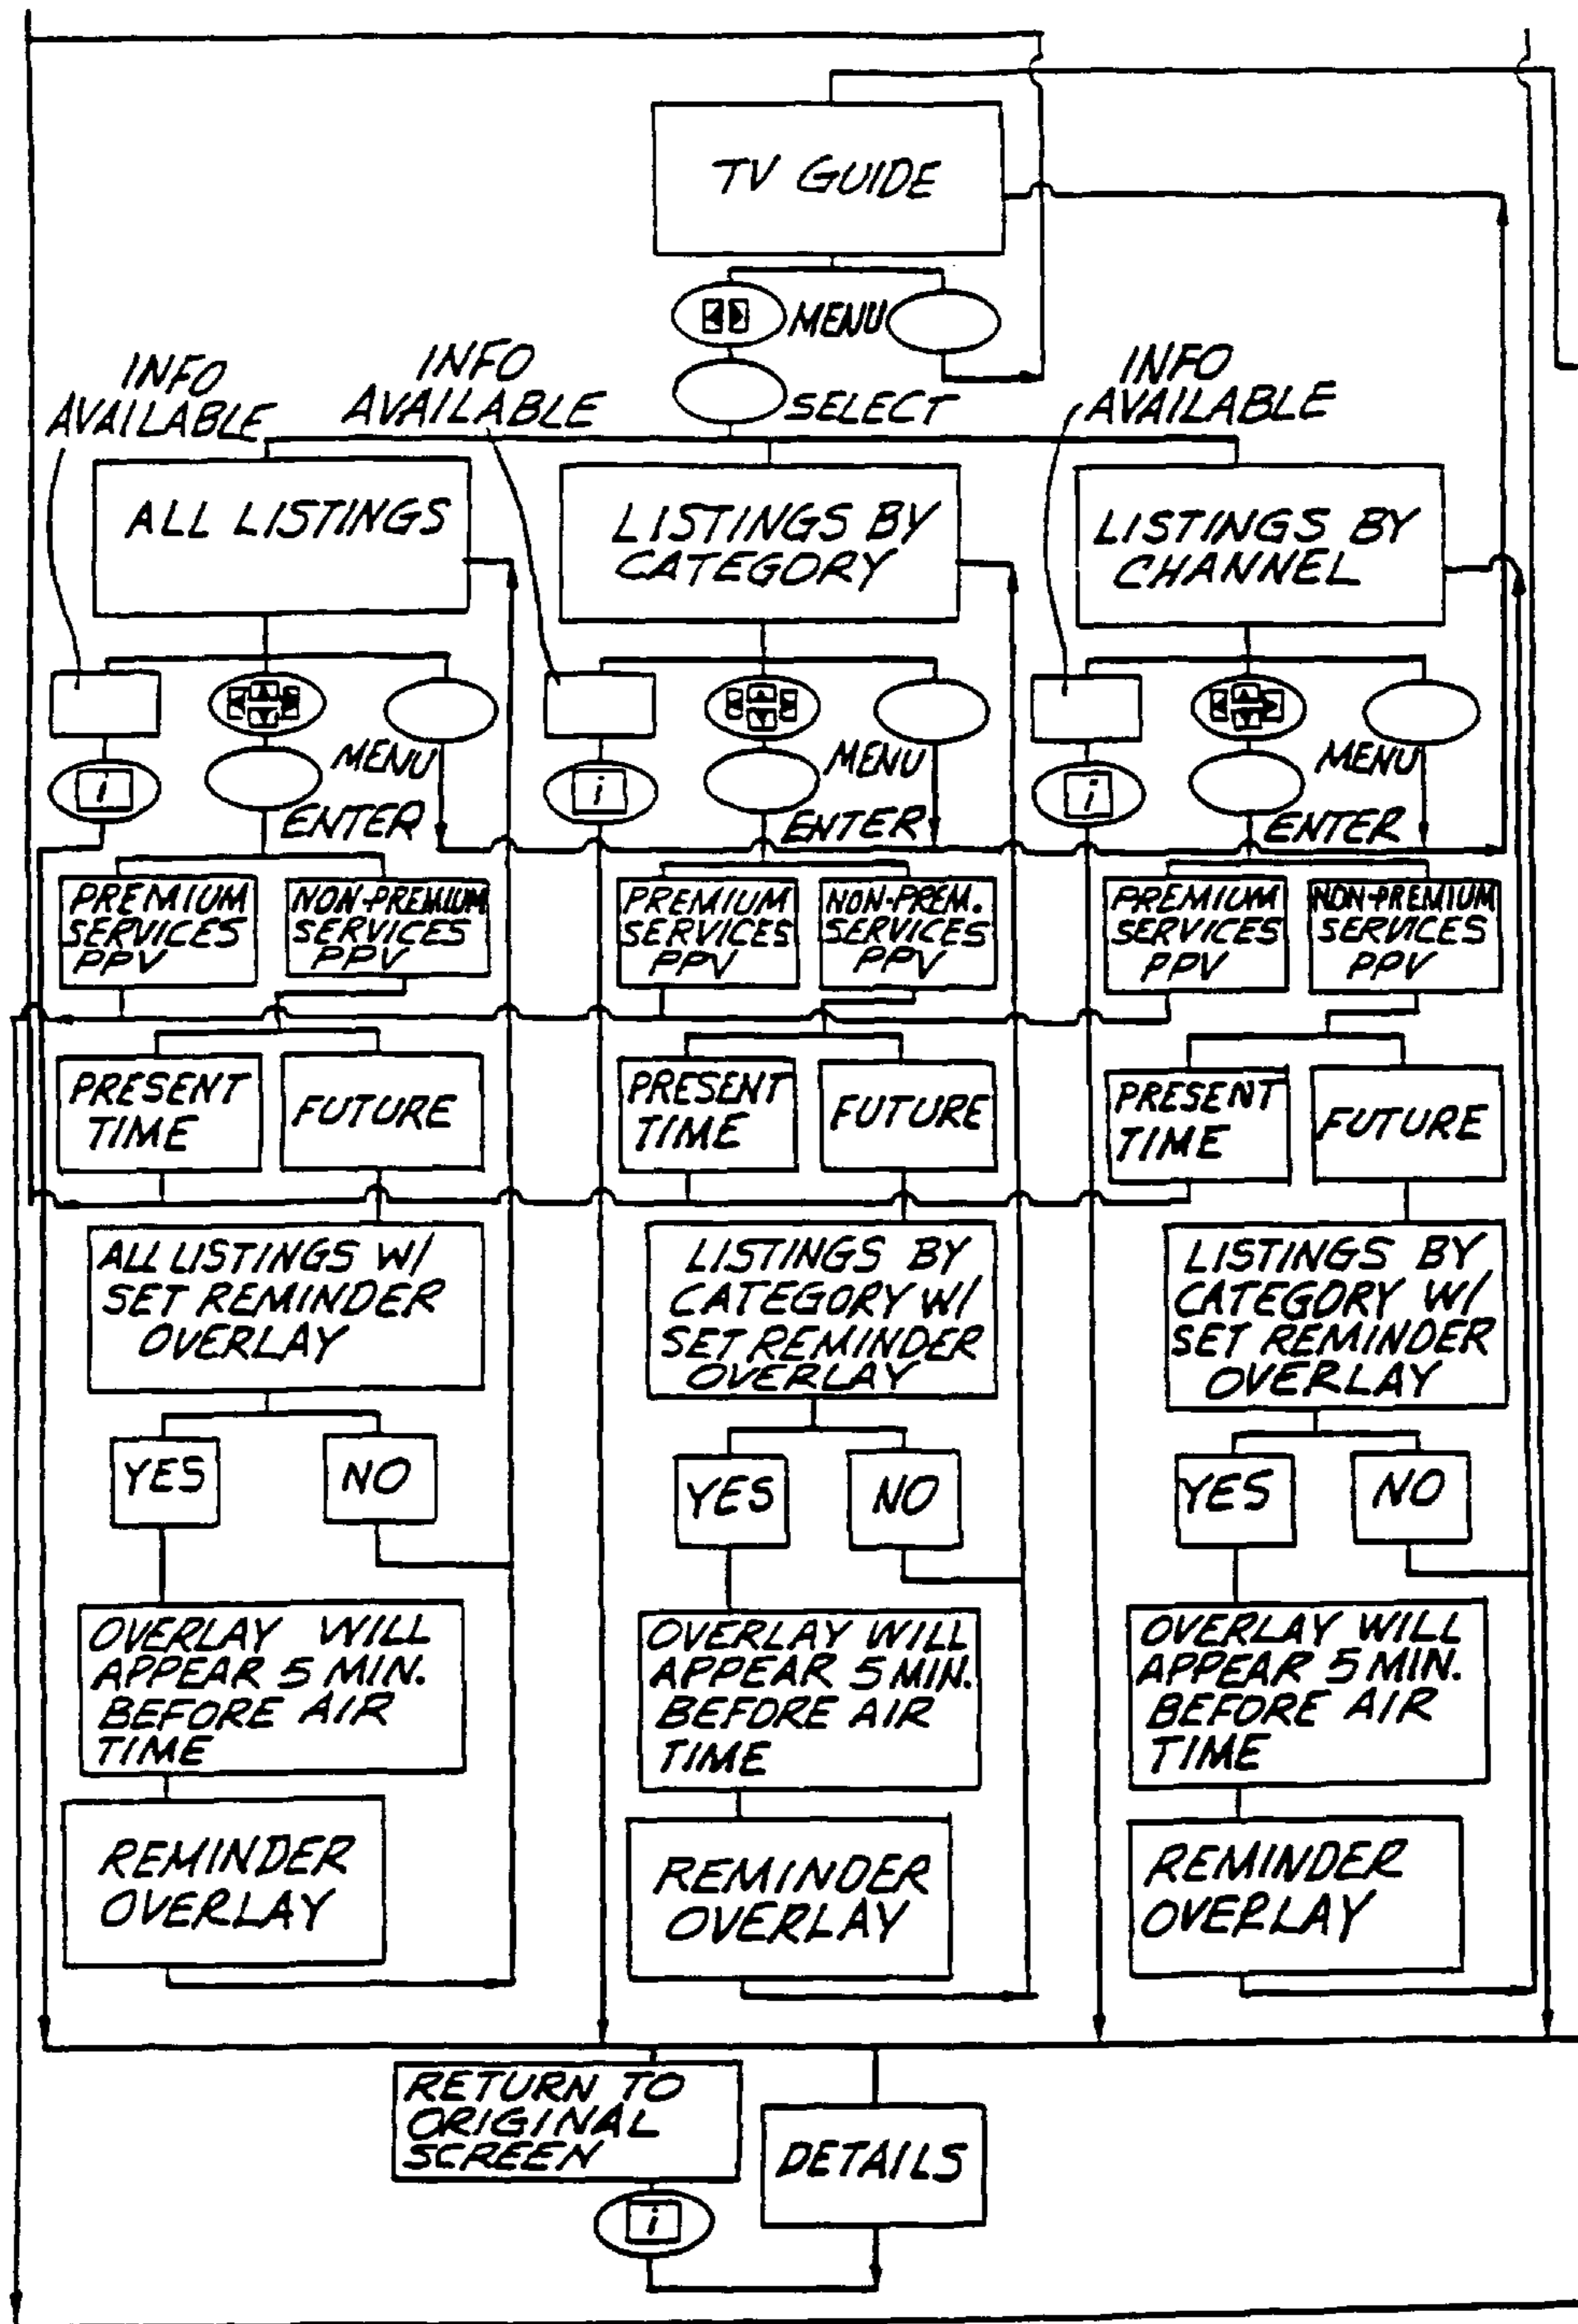 TV GUIDE
MENU
SELECT
INFO
AVAILABLE
INFO
AVAILABLE
INFO
AVAILABLE
ALL LISTINGS
LISTINGS BY
CATEGORY
LISTINGS BY
CHANNEL
i
MENU
ENTER
i
MENU
ENTER
i
MENU
ENTER
PREMIUM
SERVICES
PPV
NON-PREMIUM
SERVICES
PPV
PREMIUM
SERVICES
PPV
NON-PREM.
SERVICES
PPV
PREMIUM
SERVICES
PPV
NON-PREMIUM
SERVICES
PPV
PRESENT
TIME
FUTURE
PRESENT
TIME
FUTURE
PRESENT
TIME
FUTURE
ALL LISTINGS W/
SET REMINDER
OVERLAY
LISTINGS BY
CATEGORY W/
SET REMINDER
OVERLAY
LISTINGS BY
CATEGORY W/
SET REMINDER
OVERLAY
YES
NO
YES
NO
YES
NO
OVERLAY WILL
APPEAR 5 MIN.
BEFORE AIR
TIME
OVERLAY WILL
APPEAR 5 MIN.
BEFORE AIR
TIME
OVERLAY WILL
APPEAR 5 MIN.
BEFORE AIR
TIME
REMINDER
OVERLAY
REMINDER
OVERLAY
REMINDER
OVERLAY
RETURN TO
ORIGINAL
SCREEN
DETAILS
i